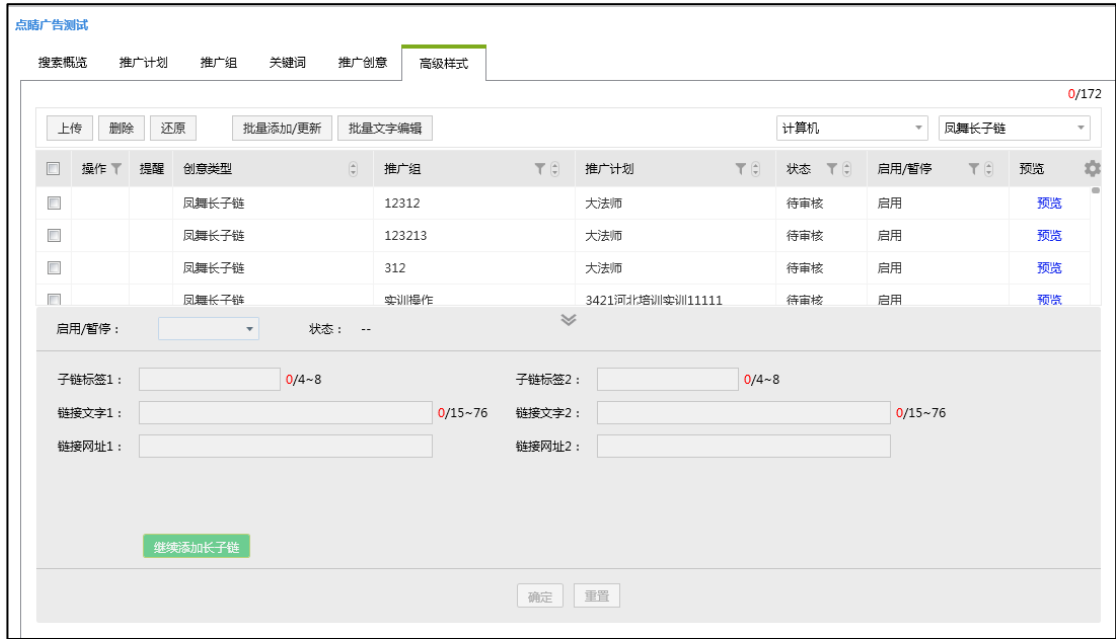 点睛广告测试
搜索概览 推广计划 推广组 关键词 推广创意 高级样式
0/172
上传 删除 还原 批量添加/更新 批量文字编辑 计算机 凤舞长子链
操作 提醒 创意类型 推广组 推广计划 状态 启用/暂停 预览
凤舞长子链 12312 大法师 待审核 启用 预览
凤舞长子链 123213 大法师 待审核 启用 预览
凤舞长子链 312 大法师 待审核 启用 预览
凤舞长子链 实训操作 3421河北培训实训11111 待审核 启用 预览
启用/暂停： 状态： --
子链标签1： 0/4~8 子链标签2： 0/4~8
链接文字1： 0/15~76 链接文字2： 0/15~76
链接网址1： 链接网址2：
继续添加长子链
确定 重置